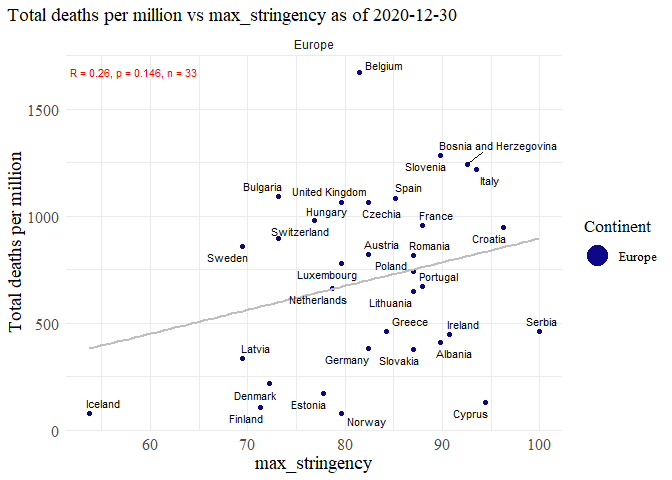 Total deaths per million vs max_stringency as of 2020-12-30
Europe
R = 0.26, p = 0.146, n = 33
Belgium
1500
Bosnia and Herzegovina
Slovenia
Italy
Bulgaria
United Kingdom
Spain
Hungary
Czechia
France
1000
Switzerland
Croatia
Sweden
Austria
Romania
Luxembourg
Poland
Portugal
Netherlands
Lithuania
500
Greece
Ireland
Serbia
Latvia
Germany
Slovakia
Albania
Iceland
Denmark
Estonia
Finland
Norway
Cyprus
0
60 70 80 90 100
max_stringency
Total deaths per million
Continent
Europe